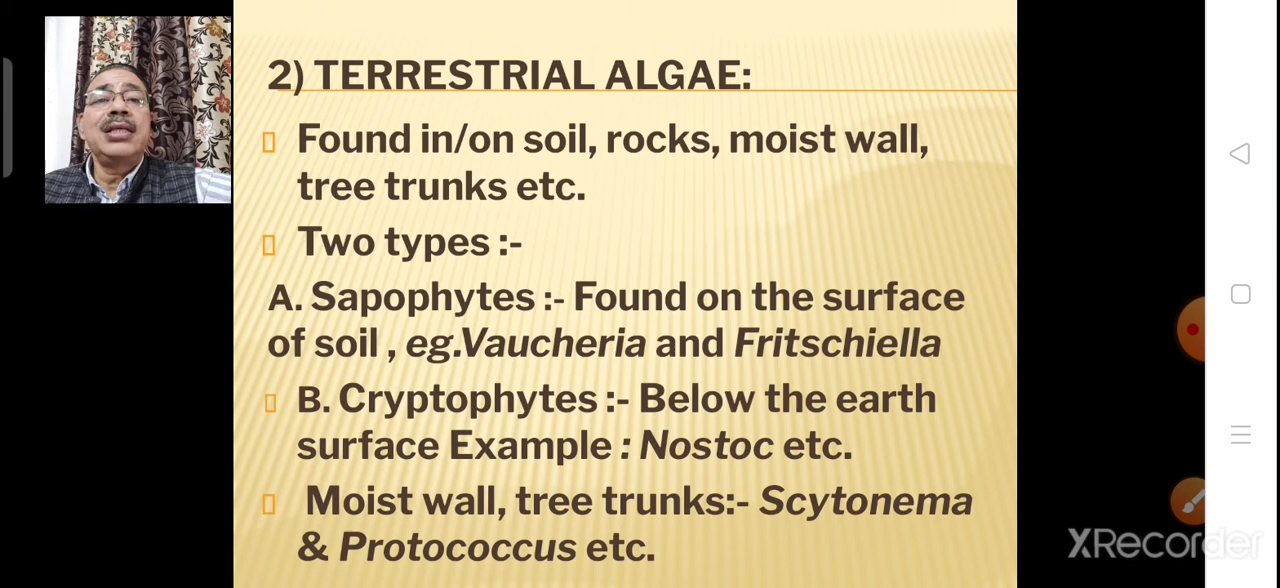 2) TERRESTRIAL ALGAE:
Found in/on soil, rocks, moist wall,
tree trunks etc.
Two types :-
A. Sapophytes :- Found on the surface
of soil , eg.Vaucheria and Fritschiella
B. Cryptophytes :- Below the earth
surface Example : Nostoc etc.
Moist wall, tree trunks:- Scytonema
& Protococcus etc.
XRecorder